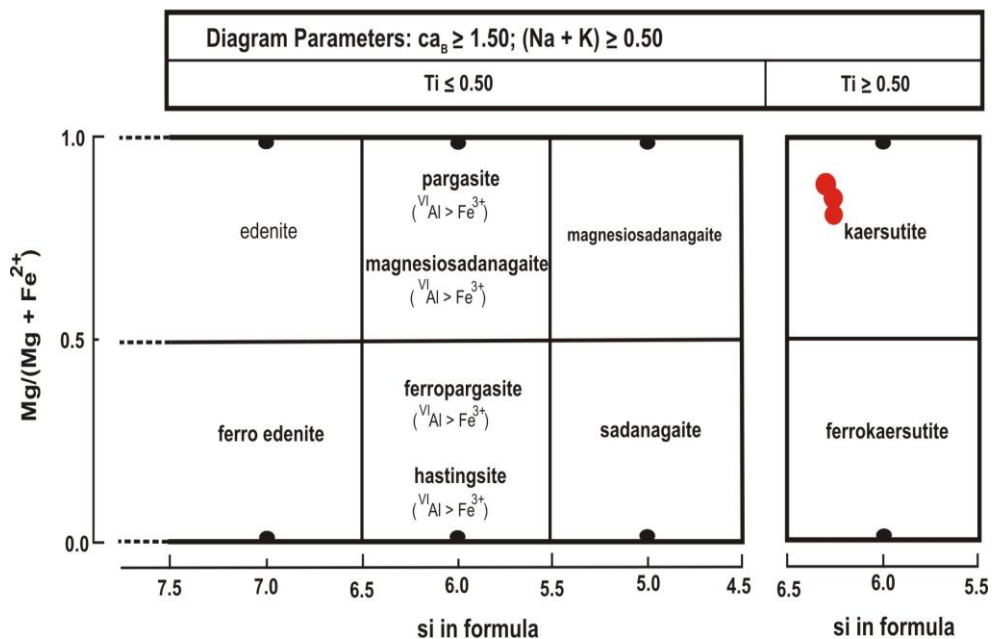 Diagram Parameters: ca_B ≥ 1.50; (Na + K) ≥ 0.50
Ti ≤ 0.50
Ti ≥ 0.50
Mg/(Mg + Fe²⁺)
1.0
0.5
0.0
edenite
pargasite
(ⱽᴵAl > Fe³⁺)
magnesiosadanagaite
(ⱽᴵAl > Fe³⁺)
magnesiosadanagaite
kaersutite
ferro edenite
ferropargasite
(ⱽᴵAl > Fe³⁺)
hastingsite
(ⱽᴵAl > Fe³⁺)
sadanagaite
ferrokaersutite
7.5 7.0 6.5 6.0 5.5 5.0 4.5
6.5 6.0 5.5
si in formula
si in formula